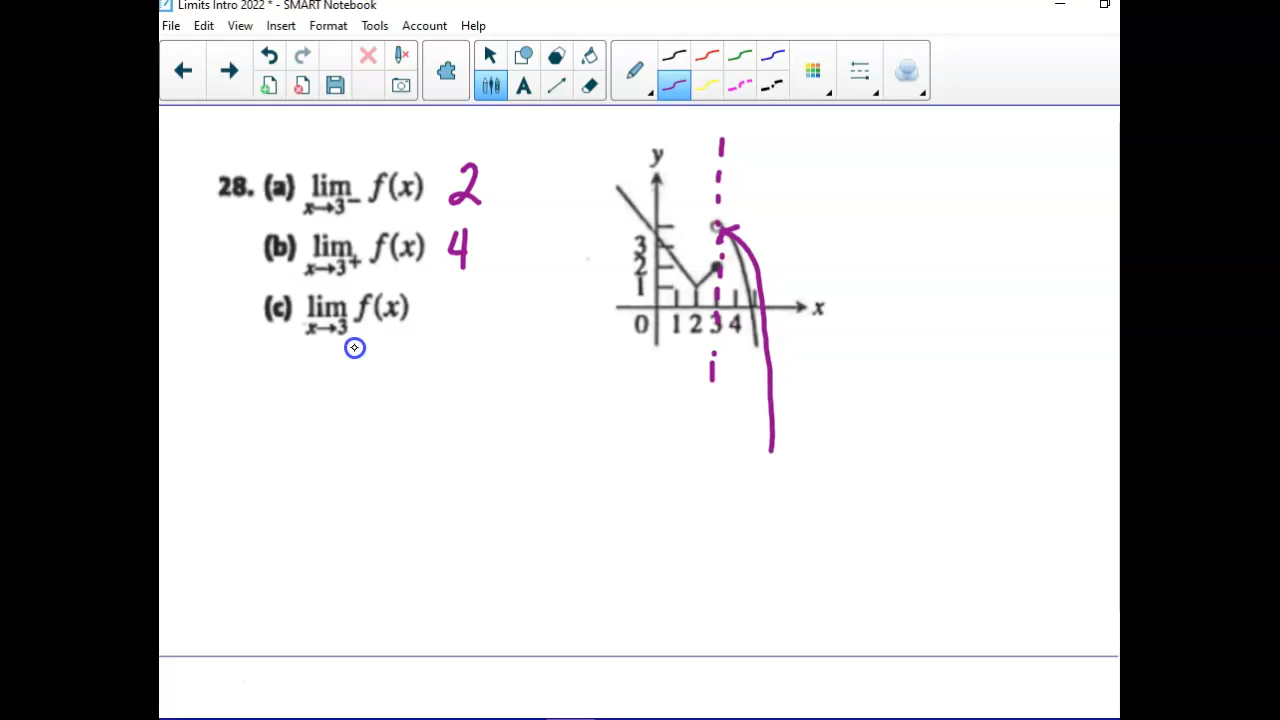 Limits Intro 2022 * - SMART Notebook
File Edit View Insert Format Tools Account Help
A
28. (a) lim x→3⁻ f(x) 2
(b) lim x→3⁺ f(x) 4
(c) lim x→3 f(x)
y
3
2
1
0 1 2 3 4 x